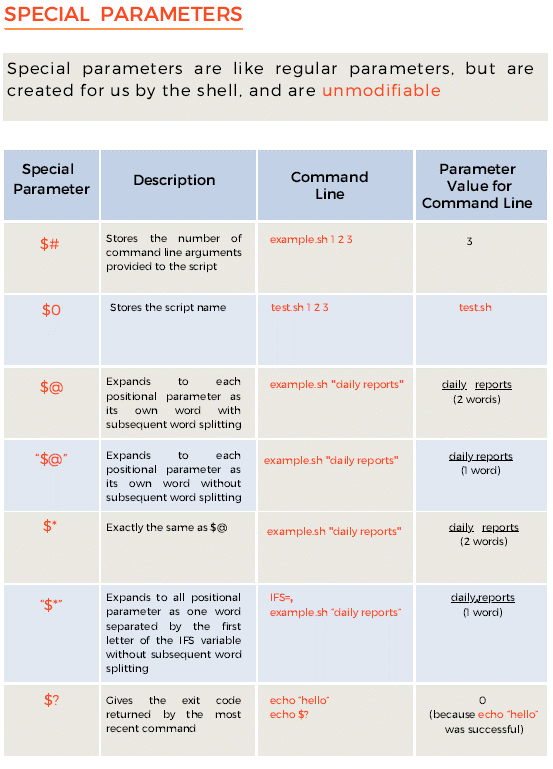 SPECIAL PARAMETERS
Special parameters are like regular parameters, but are
created for us by the shell, and are unmodifiable
Special
Parameter
Description
Command
Line
Parameter
Value for
Command Line
$#
Stores the number of
command line arguments
provided to the script
example.sh 1 2 3
3
$0
Stores the script name
test.sh 1 2 3
test.sh
$@
Expands to each
positional parameter as
its own word with
subsequent word splitting
example.sh "daily reports"
daily reports
(2 words)
“$@”
Expands to each
positional parameter as
its own word without
subsequent word splitting
example.sh "daily reports"
daily reports
(1 word)
$*
Exactly the same as $@
example.sh "daily reports"
daily reports
(2 words)
“$*”
Expands to all positional
parameter as one word
separated by the first
letter of the IFS variable
without subsequent word
splitting
IFS=,
example.sh “daily reports”
daily,reports
(1 word)
$?
Gives the exit code
returned by the most
recent command
echo “hello”
echo $?
0
(because echo “hello”
was successful)